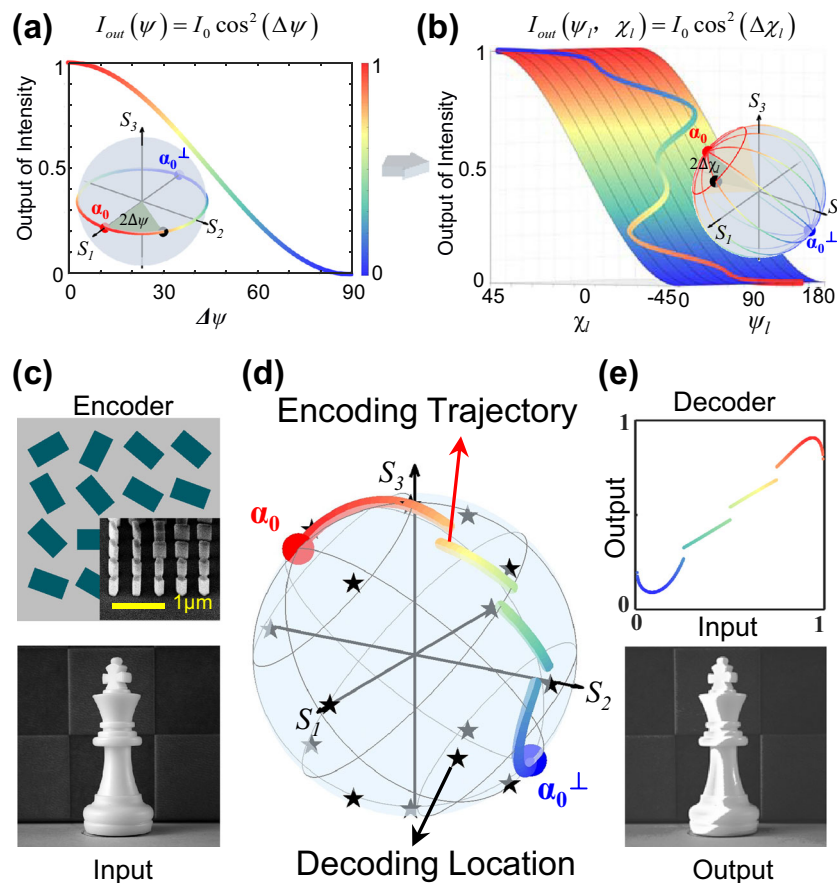 (a)
I_out(ψ) = I_0 cos²(Δψ)
Output of Intensity
1
0.5
0
0
30
60
90
Δψ
S_3
α_0⊥
α_0
2Δψ
S_1
S_2
1
0
(b)
I_out(ψ_l, χ_l) = I_0 cos²(Δχ_l)
Output of Intensity
1
0.5
0
45
0
-45
0
90
180
χ_l
ψ_l
S_3
α_0
2Δχ_l
S_1
S
α_0⊥
(c)
Encoder
1μm
Input
(d)
Encoding Trajectory
S_3
α_0
S_1
S_2
α_0⊥
Decoding Location
(e)
Decoder
1
Output
0
0
Input
1
Output